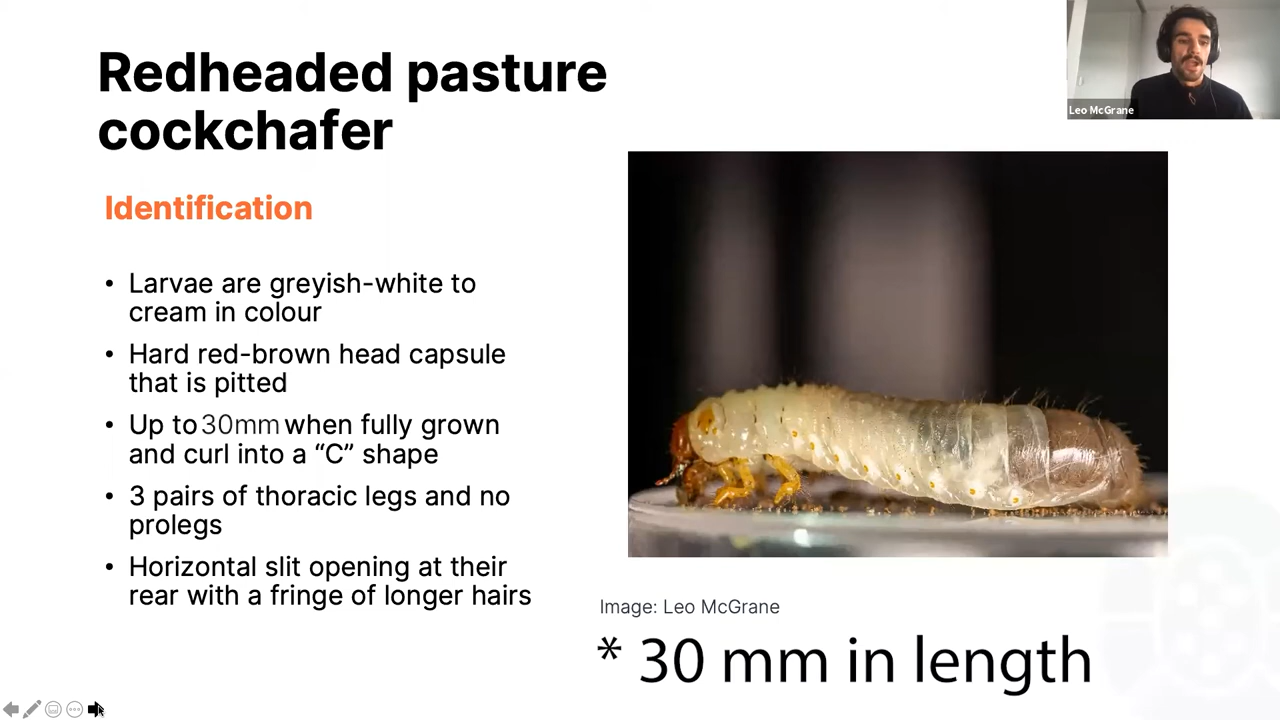 Redheaded pasture
cockchafer
Leo McGrane
Identification
• Larvae are greyish-white to
cream in colour
• Hard red-brown head capsule
that is pitted
• Up to 30mm when fully grown
and curl into a “C” shape
• 3 pairs of thoracic legs and no
prolegs
• Horizontal slit opening at their
rear with a fringe of longer hairs
Image: Leo McGrane
* 30 mm in length